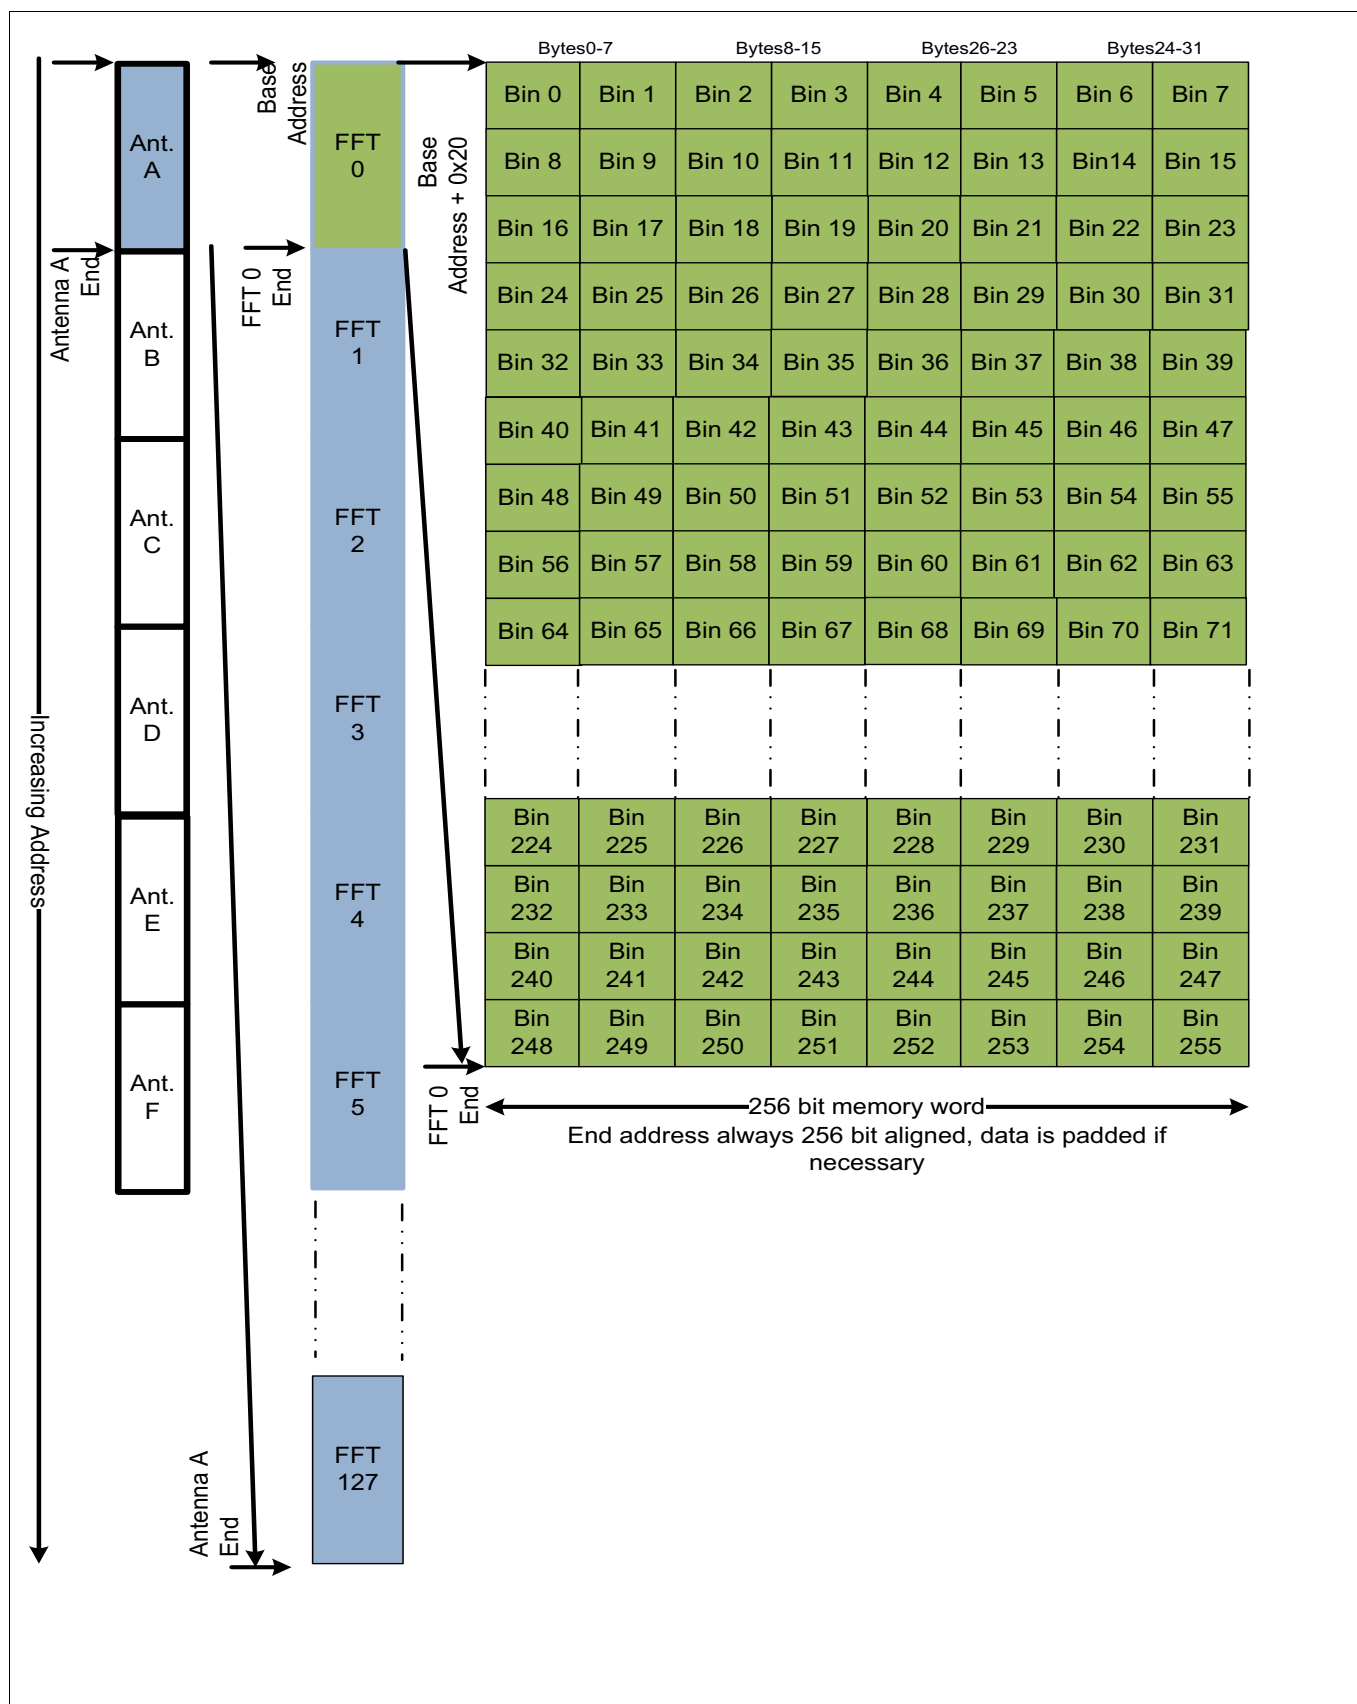 Bytes0-7 Bytes8-15 Bytes26-23 Bytes24-31
Increasing Address
Ant.
A
Ant.
B
Ant.
C
Ant.
D
Ant.
E
Ant.
F
Antenna A
End
Base
Address
FFT 0
End
Antenna A
End
FFT
0
FFT
1
FFT
2
FFT
3
FFT
4
FFT
5
FFT
127
Base
Address + 0x20
FFT 0
End
Bin 0 Bin 1 Bin 2 Bin 3 Bin 4 Bin 5 Bin 6 Bin 7
Bin 8 Bin 9 Bin 10 Bin 11 Bin 12 Bin 13 Bin14 Bin 15
Bin 16 Bin 17 Bin 18 Bin 19 Bin 20 Bin 21 Bin 22 Bin 23
Bin 24 Bin 25 Bin 26 Bin 27 Bin 28 Bin 29 Bin 30 Bin 31
Bin 32 Bin 33 Bin 34 Bin 35 Bin 36 Bin 37 Bin 38 Bin 39
Bin 40 Bin 41 Bin 42 Bin 43 Bin 44 Bin 45 Bin 46 Bin 47
Bin 48 Bin 49 Bin 50 Bin 51 Bin 52 Bin 53 Bin 54 Bin 55
Bin 56 Bin 57 Bin 58 Bin 59 Bin 60 Bin 61 Bin 62 Bin 63
Bin 64 Bin 65 Bin 66 Bin 67 Bin 68 Bin 69 Bin 70 Bin 71
Bin Bin Bin Bin Bin Bin Bin Bin
224 225 226 227 228 229 230 231
Bin Bin Bin Bin Bin Bin Bin Bin
232 233 234 235 236 237 238 239
Bin Bin Bin Bin Bin Bin Bin Bin
240 241 242 243 244 245 246 247
Bin Bin Bin Bin Bin Bin Bin Bin
248 249 250 251 252 253 254 255
256 bit memory word
End address always 256 bit aligned, data is padded if
necessary